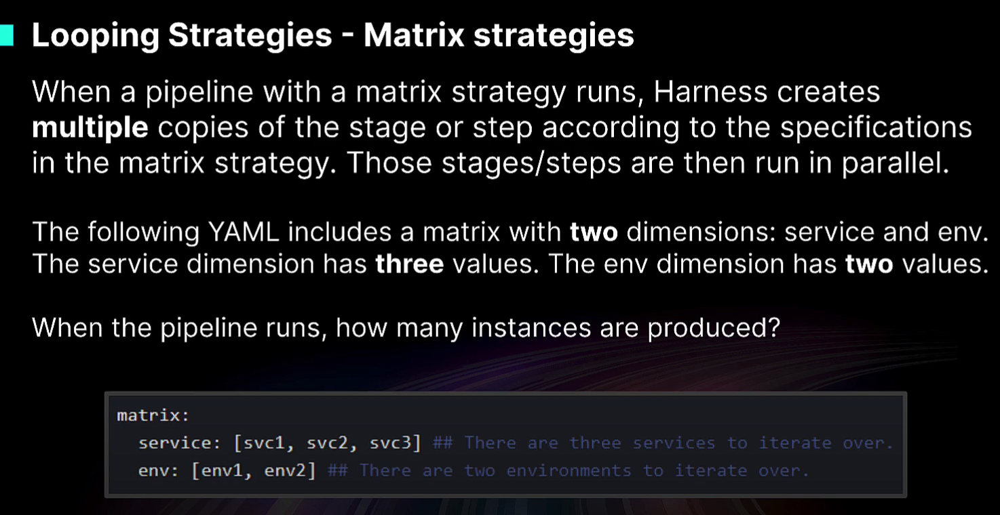 Looping Strategies - Matrix strategies
When a pipeline with a matrix strategy runs, Harness creates
multiple copies of the stage or step according to the specifications
in the matrix strategy. Those stages/steps are then run in parallel.
The following YAML includes a matrix with two dimensions: service and env.
The service dimension has three values. The env dimension has two values.
When the pipeline runs, how many instances are produced?
matrix:
  service: [svc1, svc2, svc3] ## There are three services to iterate over.
  env: [env1, env2] ## There are two environments to iterate over.